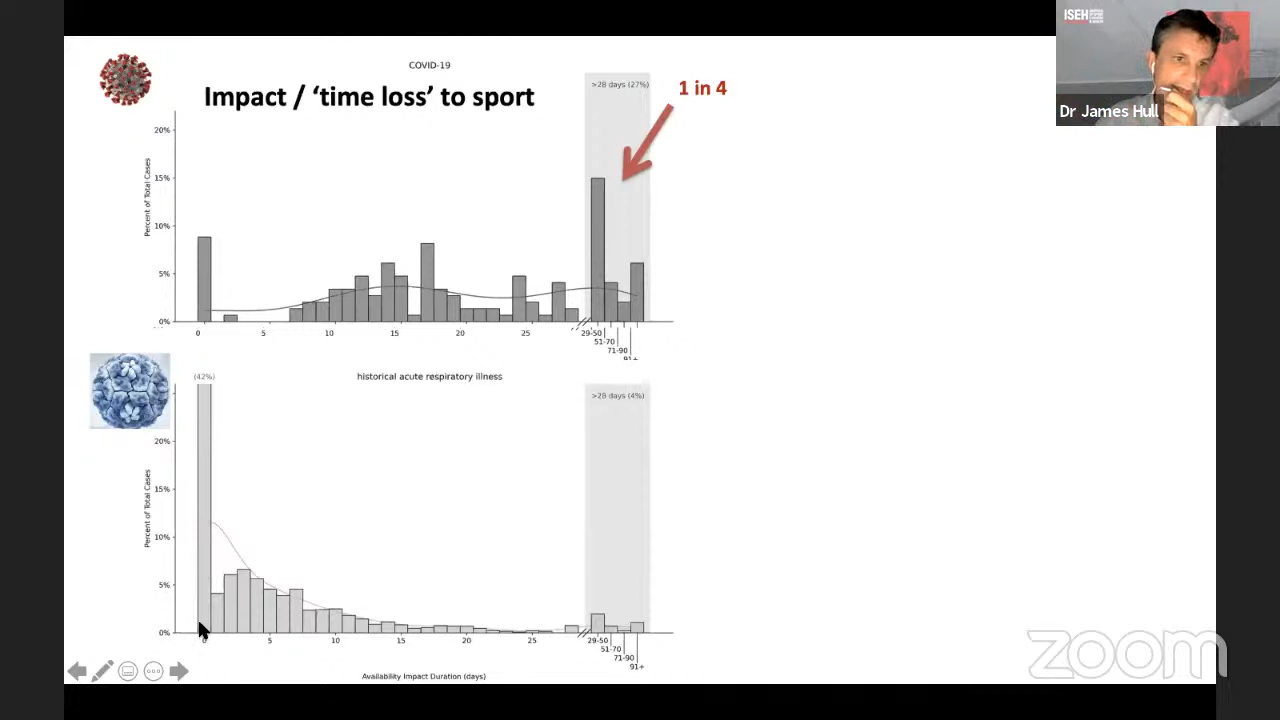 COVID-19
Impact / ‘time loss’ to sport
>28 days (27%)
1 in 4
ISEH
Dr James Hull
Percent of Total Cases
20%
15%
10%
5%
0%
0
5
10
15
20
25
29-50
51-70
71-90
91+
(42%)
historical acute respiratory illness
>28 days (4%)
Percent of Total Cases
20%
15%
10%
5%
0%
0
5
10
15
20
25
29-50
51-70
71-90
91+
Availability Impact Duration (days)
zoom